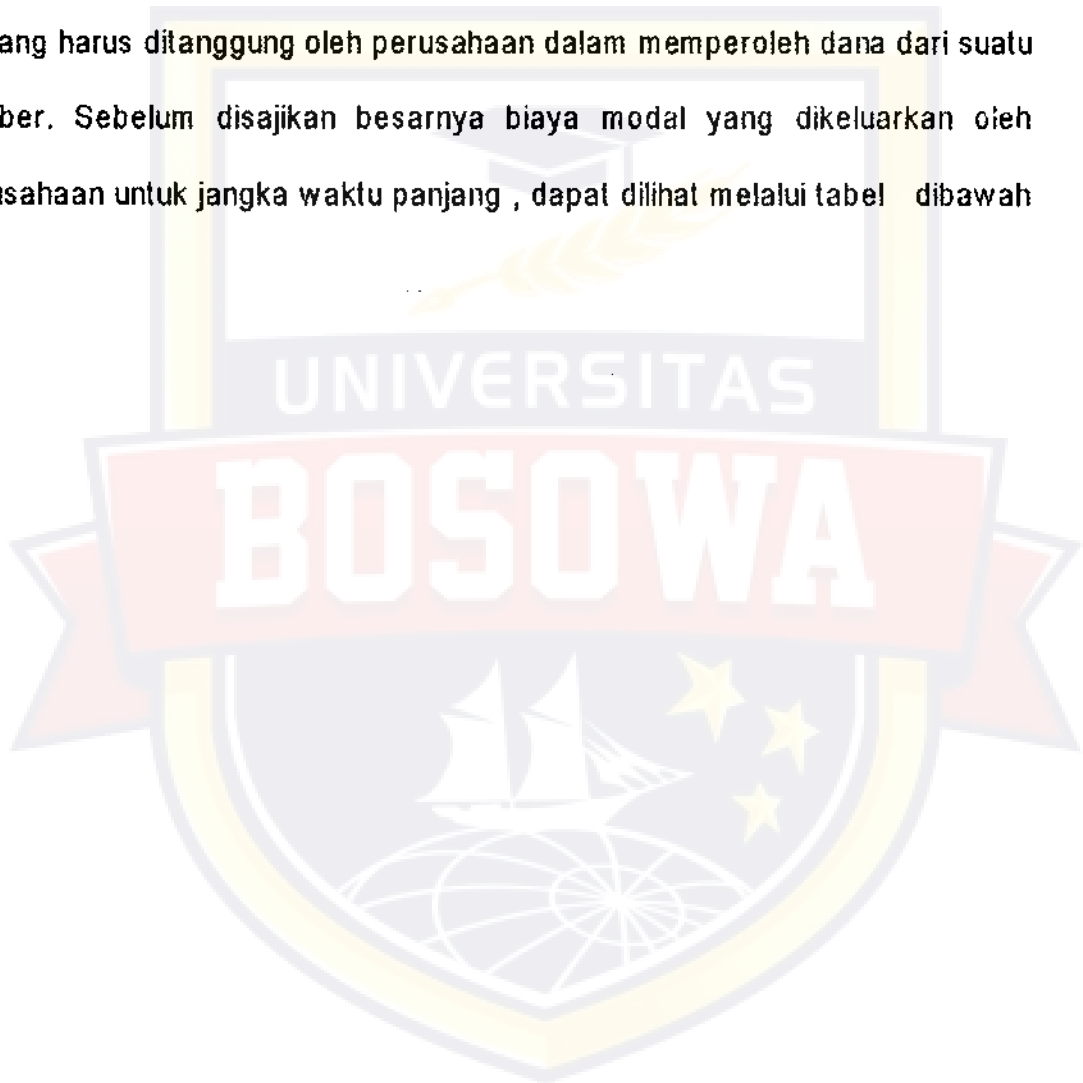 ang harus ditanggung oleh perusahaan dalam memperoleh dana dari suatu
ber. Sebelum disajikan besarnya biaya modal yang dikeluarkan oleh
usahaan untuk jangka waktu panjang , dapat dilihat melalui tabel dibawah
UNIVERSITAS
BOSOWA